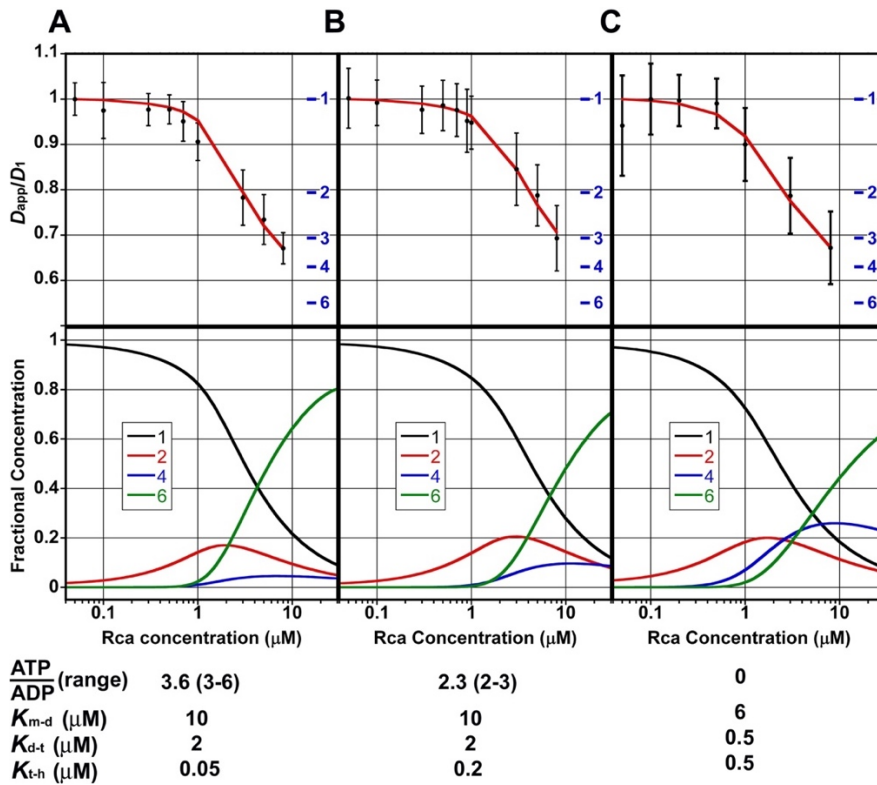 A B C
1.1
1
0.9
0.8
0.7
0.6
Dapp/D1
1 2 3 4 6
1 2 3 4 6
1 2 3 4 6
1
0.8
0.6
0.4
0.2
0
Fractional Concentration
1
2
4
6
1
2
4
6
1
2
4
6
0.1 1 10 0.1 1 10 0.1 1 10
Rca concentration (μM) Rca Concentration (μM) Rca Concentration (μM)
ATP
ADP (range) 3.6 (3-6) 2.3 (2-3) 0
Km-d (μM) 10 10 6
Kd-t (μM) 2 2 0.5
Kt-h (μM) 0.05 0.2 0.5